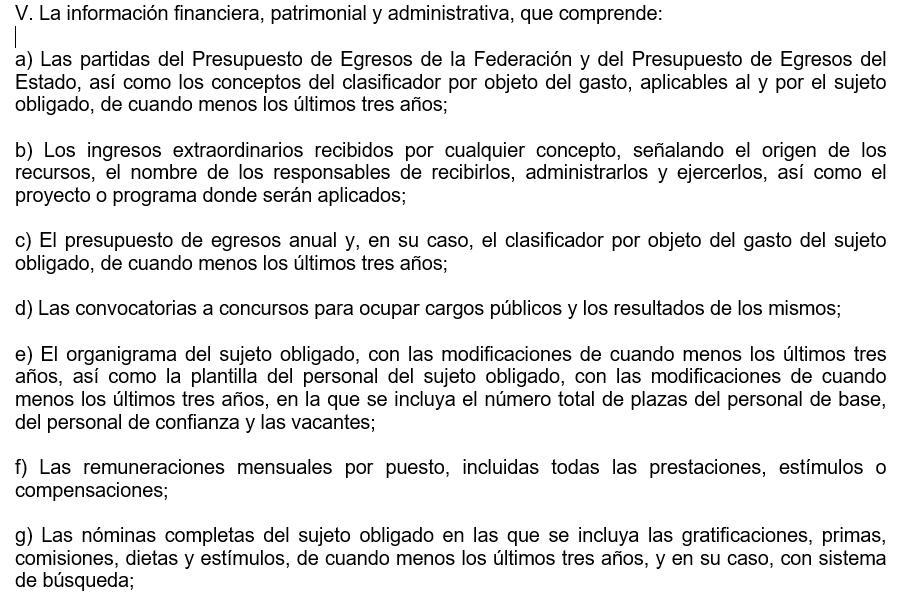 V. La información financiera, patrimonial y administrativa, que comprende:
a) Las partidas del Presupuesto de Egresos de la Federación y del Presupuesto de Egresos del
Estado, así como los conceptos del clasificador por objeto del gasto, aplicables al y por el sujeto
obligado, de cuando menos los últimos tres años;
b) Los ingresos extraordinarios recibidos por cualquier concepto, señalando el origen de los
recursos, el nombre de los responsables de recibirlos, administrarlos y ejercerlos, así como el
proyecto o programa donde serán aplicados;
c) El presupuesto de egresos anual y, en su caso, el clasificador por objeto del gasto del sujeto
obligado, de cuando menos los últimos tres años;
d) Las convocatorias a concursos para ocupar cargos públicos y los resultados de los mismos;
e) El organigrama del sujeto obligado, con las modificaciones de cuando menos los últimos tres
años, así como la plantilla del personal del sujeto obligado, con las modificaciones de cuando
menos los últimos tres años, en la que se incluya el número total de plazas del personal de base,
del personal de confianza y las vacantes;
f) Las remuneraciones mensuales por puesto, incluidas todas las prestaciones, estímulos o
compensaciones;
g) Las nóminas completas del sujeto obligado en las que se incluya las gratificaciones, primas,
comisiones, dietas y estímulos, de cuando menos los últimos tres años, y en su caso, con sistema
de búsqueda;